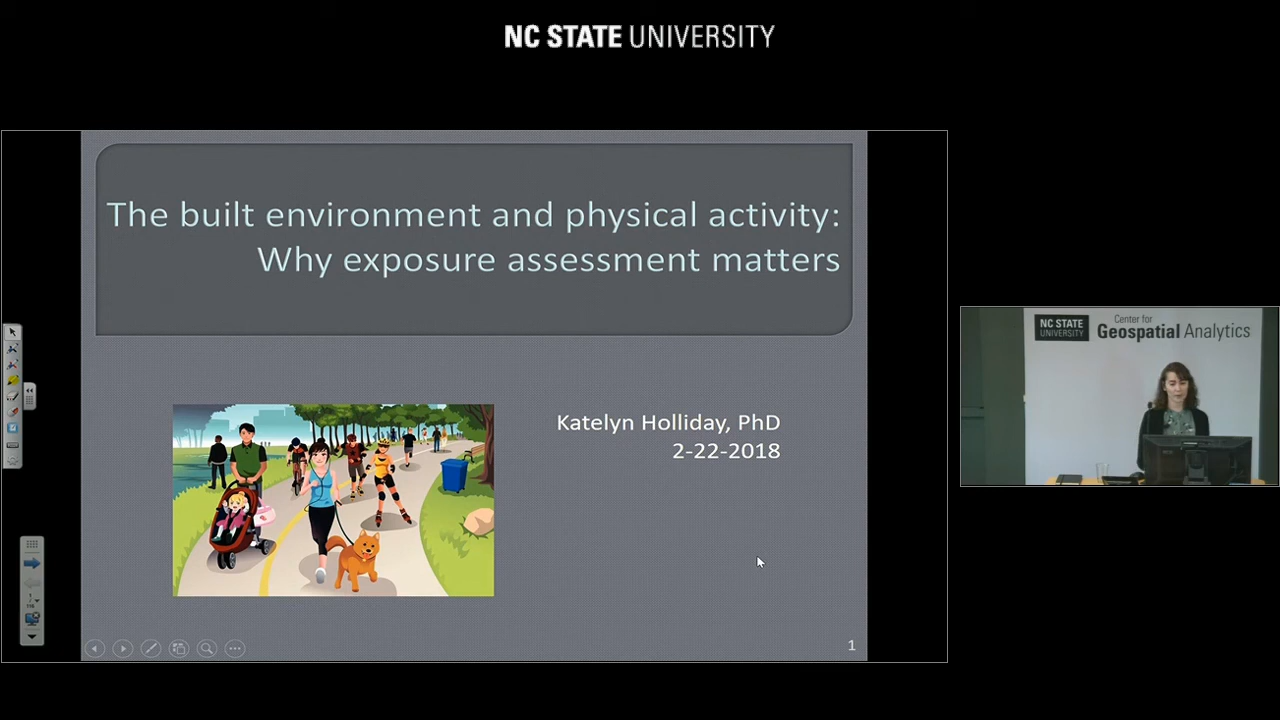 NC STATE UNIVERSITY
The built environment and physical activity:
Why exposure assessment matters
Katelyn Holliday, PhD
2-22-2018
1
NC STATE
UNIVERSITY
Center for
Geospatial Analytics